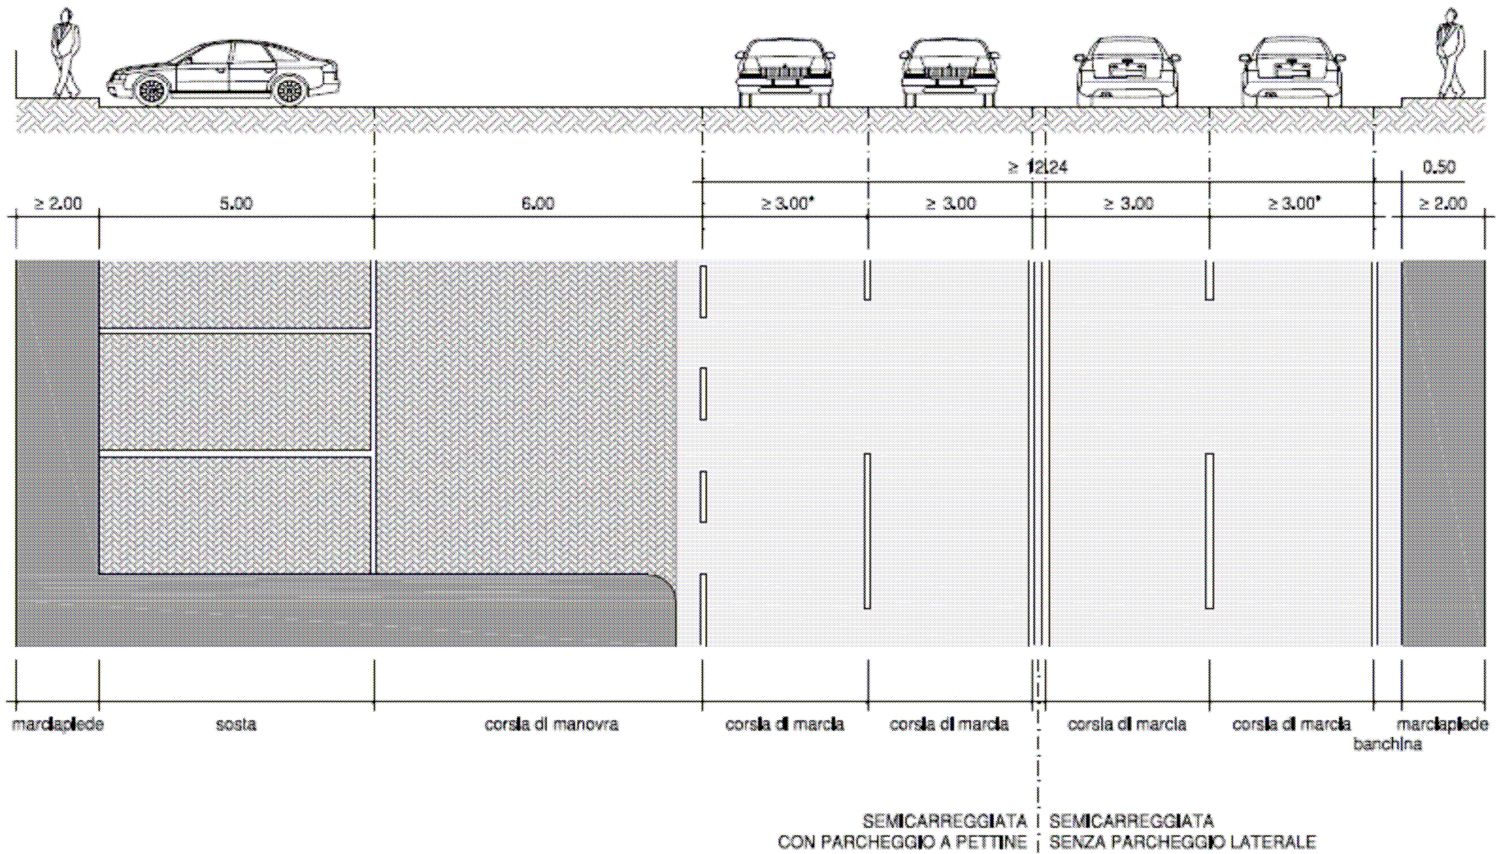 ≥ 12.24 0.50
≥ 2.00 5.00 6.00 ≥ 3.00* ≥ 3.00 ≥ 3.00 ≥ 3.00* ≥ 2.00
marciapiede sosta corsia di manovra corsia di marcia corsia di marcia corsia di marcia corsia di marcia marciapiede
banchina
SEMICARREGGIATA SEMICARREGGIATA
CON PARCHEGGIO A PETTINE SENZA PARCHEGGIO LATERALE